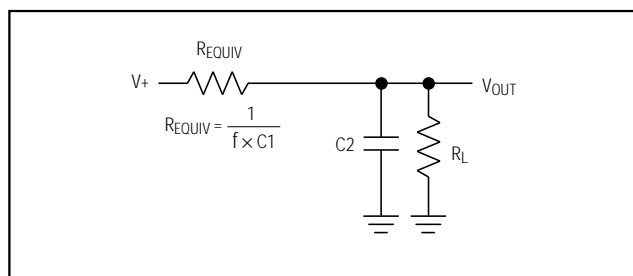 REQUIV
V+
VOUT
REQUIV = 1
f × C1
C2
RL